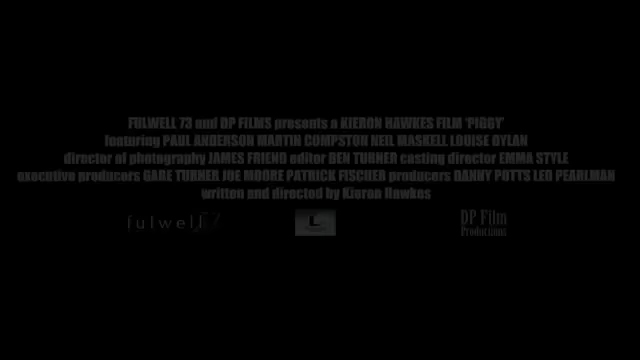 FULWELL 73 and DP FILMS presents a KIERON HAWKES FILM 'PIGGY'
featuring PAUL ANDERSON MARTIN COMPSTON NEIL MASKELL LOUISE DYLAN
director of photography JAMES FRIEND editor BEN TURNER casting director EMMA STYLE
executive producers GABE TURNER JOE MOORE PATRICK FISCHER producers DANNY POTTS LEO PEARLMAN
written and directed by Kieron Hawkes
fulwell 73
L
DP Film
Productions